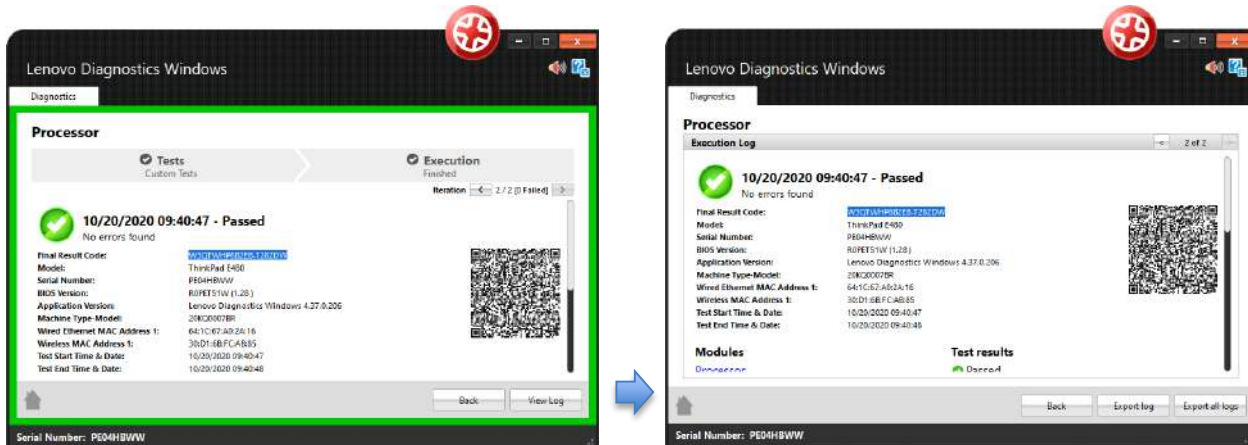 Lenovo Diagnostics Windows
Diagnostics
Processor
Tests
Custom Tests
Execution
Finished
Iteration < 2 / 2 [0 Failed] >
10/20/2020 09:40:47 - Passed
No errors found
Final Result Code:
Model: ThinkPad E480
Serial Number: PE04HBWW
BIOS Version: R0PET51W (1.28 )
Application Version: Lenovo Diagnostics Windows 4.37.0.206
Machine Type-Model: 20KQ0007BR
Wired Ethernet MAC Address 1: 64:1C:67:A0:2A:16
Wireless MAC Address 1: 30:D1:6B:FC:AB:85
Test Start Time & Date: 10/20/2020 09:40:47
Test End Time & Date: 10/20/2020 09:40:48
Back
View Log
Serial Number: PE04HBWW
Lenovo Diagnostics Windows
Diagnostics
Processor
Execution Log
< 2 of 2
10/20/2020 09:40:47 - Passed
No errors found
Final Result Code:
Model: ThinkPad E480
Serial Number: PE04HBWW
BIOS Version: R0PET51W (1.28 )
Application Version: Lenovo Diagnostics Windows 4.37.0.206
Machine Type-Model: 20KQ0007BR
Wired Ethernet MAC Address 1: 64:1C:67:A0:2A:16
Wireless MAC Address 1: 30:D1:6B:FC:AB:85
Test Start Time & Date: 10/20/2020 09:40:47
Test End Time & Date: 10/20/2020 09:40:48
Modules
Test results
Processor
Passed
Back
Export log
Export all logs
Serial Number: PE04HBWW